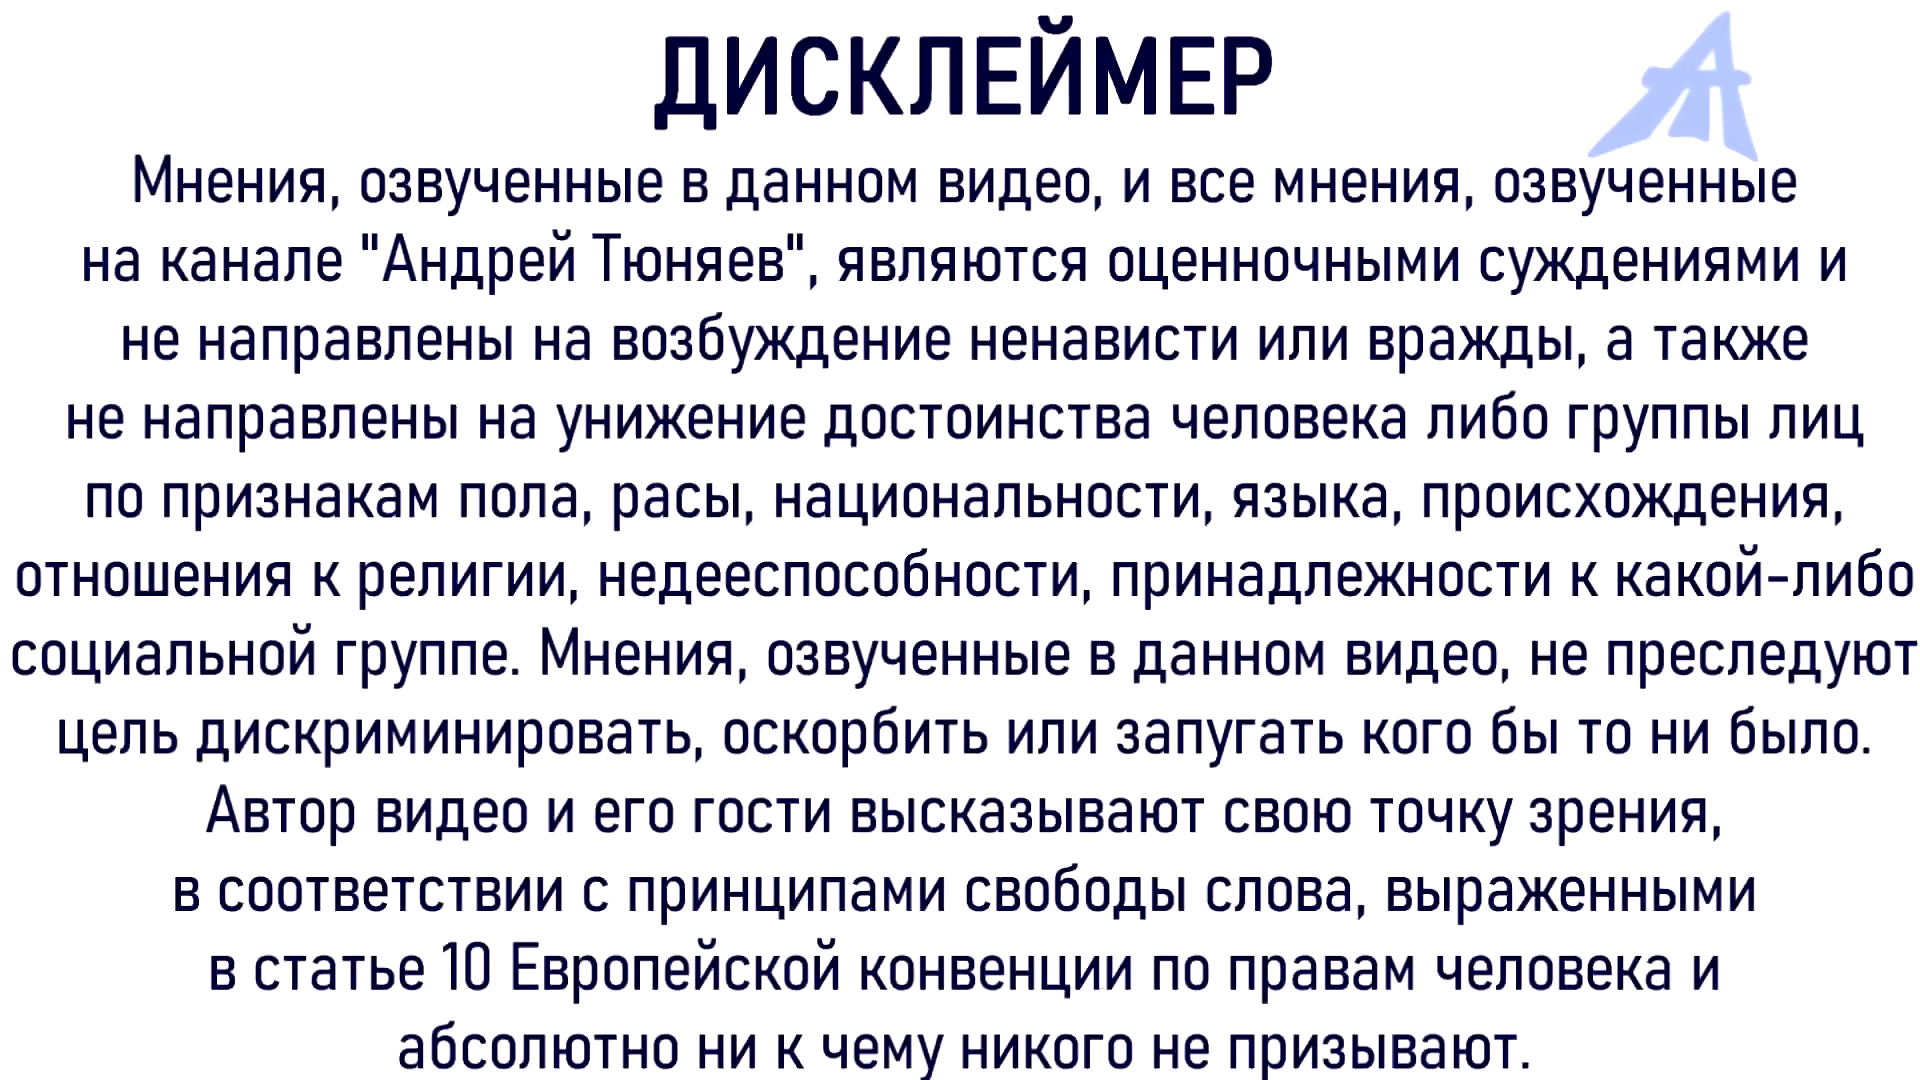 ДИСКЛЕЙМЕР
Мнения, озвученные в данном видео, и все мнения, озвученные
на канале "Андрей Тюняев", являются оценночными суждениями и
не направлены на возбуждение ненависти или вражды, а также
не направлены на унижение достоинства человека либо группы лиц
по признакам пола, расы, национальности, языка, происхождения,
отношения к религии, недееспособности, принадлежности к какой-либо
социальной группе. Мнения, озвученные в данном видео, не преследуют
цель дискриминировать, оскорбить или запугать кого бы то ни было.
Автор видео и его гости высказывают свою точку зрения,
в соответствии с принципами свободы слова, выраженными
в статье 10 Европейской конвенции по правам человека и
абсолютно ни к чему никого не призывают.